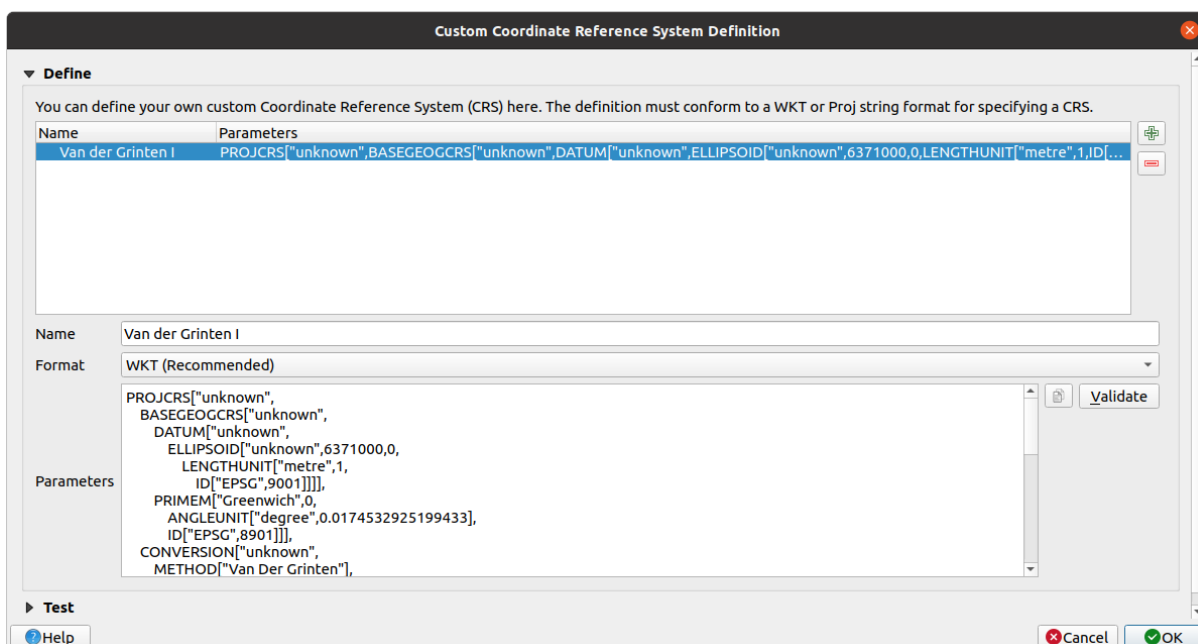 Custom Coordinate Reference System Definition
Define
You can define your own custom Coordinate Reference System (CRS) here. The definition must conform to a WKT or Proj string format for specifying a CRS.
Name Parameters
Van der Grinten I PROJCRS["unknown",BASEGEOGCRS["unknown",DATUM["unknown",ELLIPSOID["unknown",6371000,0,LENGTHUNIT["metre",1,ID[...
Name Van der Grinten I
Format WKT (Recommended)
Parameters
PROJCRS["unknown",
BASEGEOGCRS["unknown",
DATUM["unknown",
ELLIPSOID["unknown",6371000,0,
LENGTHUNIT["metre",1,
ID["EPSG",9001]]]],
PRIMEM["Greenwich",0,
ANGLEUNIT["degree",0.0174532925199433],
ID["EPSG",8901]]],
CONVERSION["unknown",
METHOD["Van Der Grinten"],
Validate
Test
Help Cancel OK